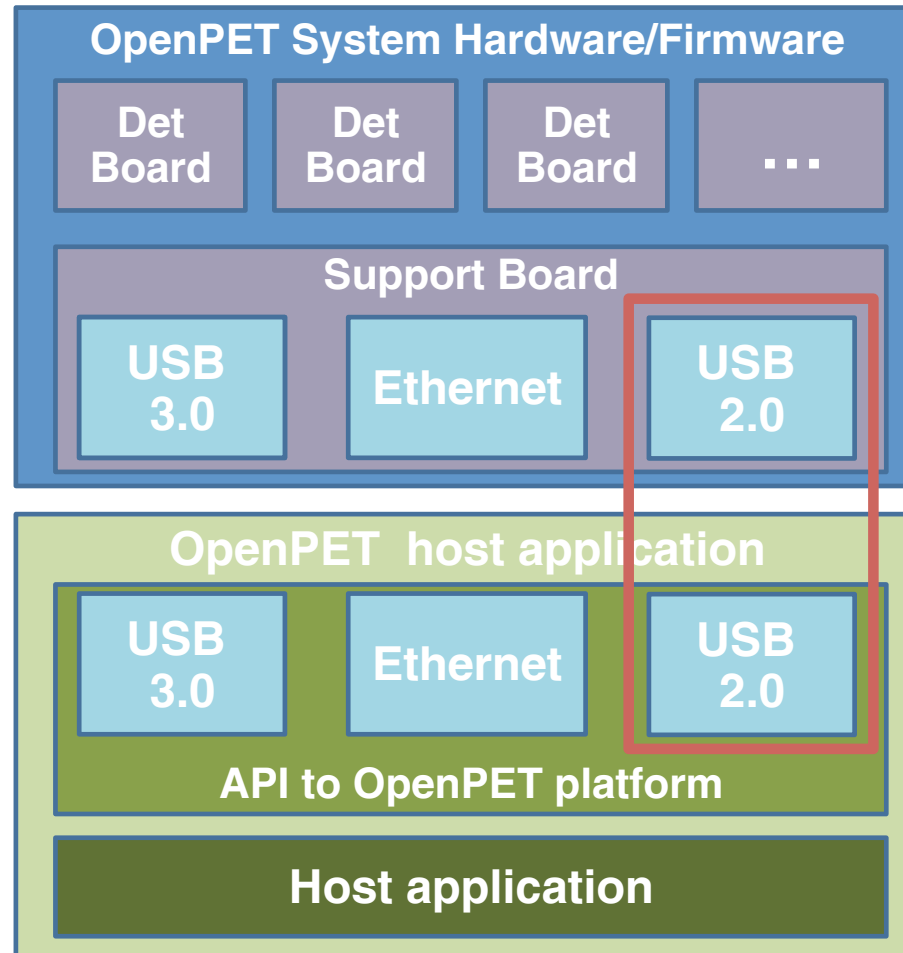 OpenPET System Hardware/Firmware
Det
Board
Det
Board
Det
Board
...
Support Board
USB
3.0
Ethernet
USB
2.0
OpenPET host application
USB
3.0
Ethernet
USB
2.0
API to OpenPET platform
Host application